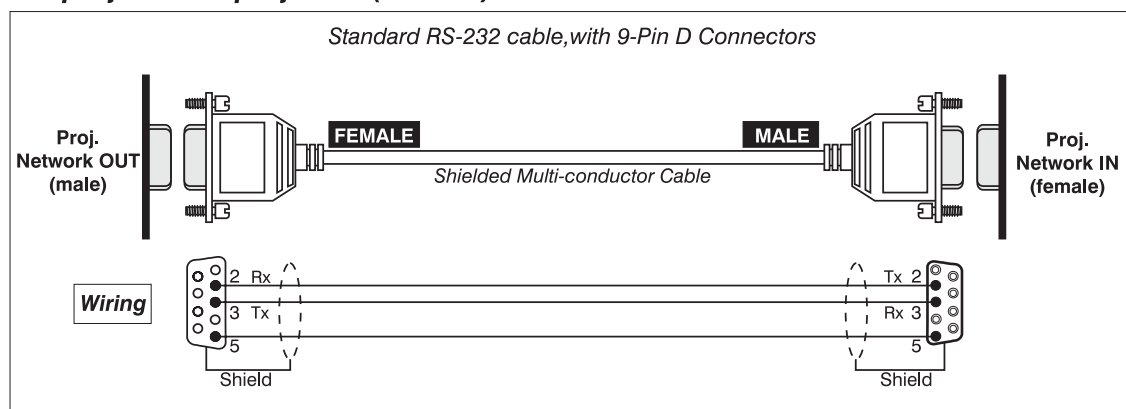 Standard RS-232 cable,with 9-Pin D Connectors
Proj.
Network OUT
(male)
FEMALE
MALE
Shielded Multi-conductor Cable
Proj.
Network IN
(female)
Wiring
2 Rx
3 Tx
5
Shield
Tx 2
Rx 3
5
Shield